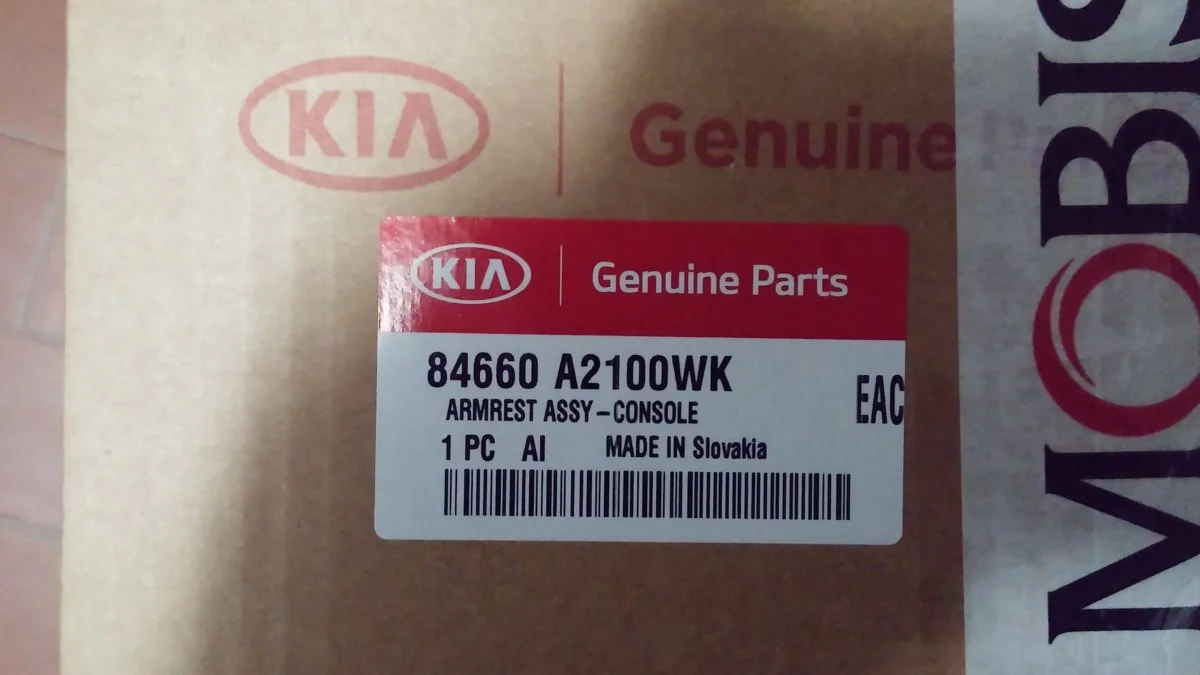 KIA Genuine
KIA Genuine Parts
84660 A2100WK
EAC
ARMREST ASSY-CONSOLE
1 PC AI MADE IN Slovakia
MOBIS